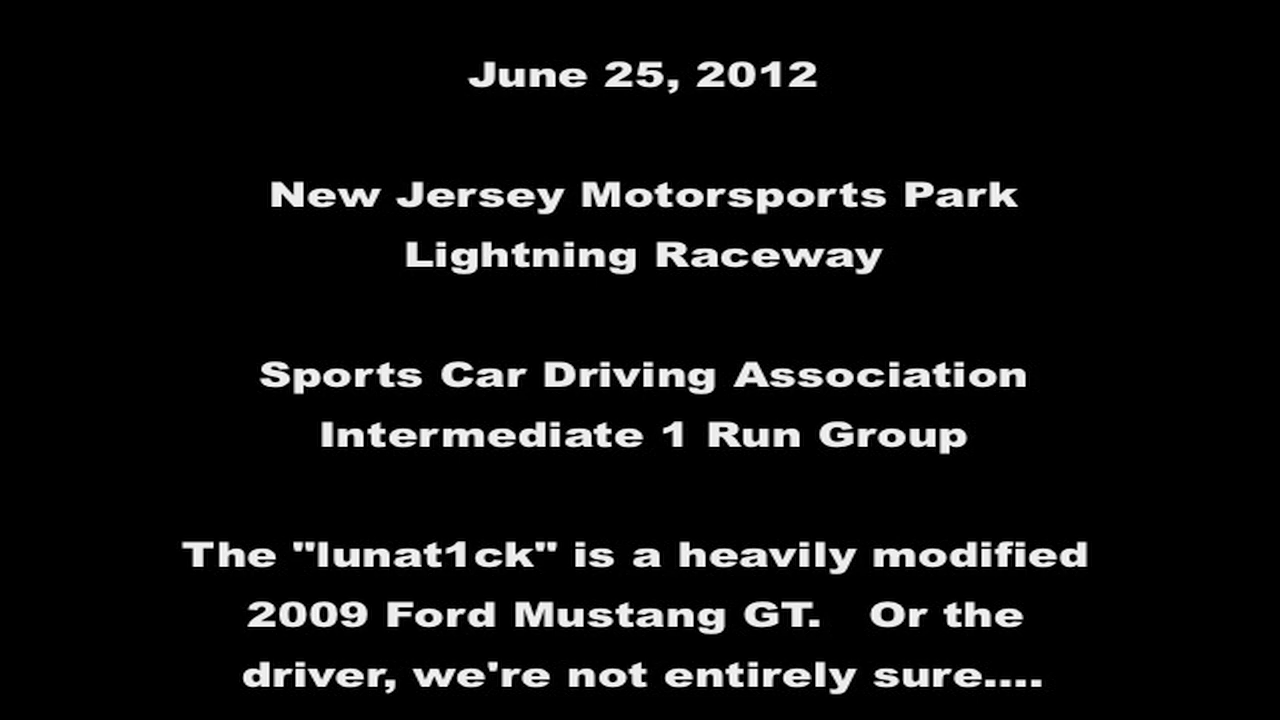 June 25, 2012
New Jersey Motorsports Park
Lightning Raceway
Sports Car Driving Association
Intermediate 1 Run Group
The "lunat1ck" is a heavily modified
2009 Ford Mustang GT.   Or the
driver, we're not entirely sure....